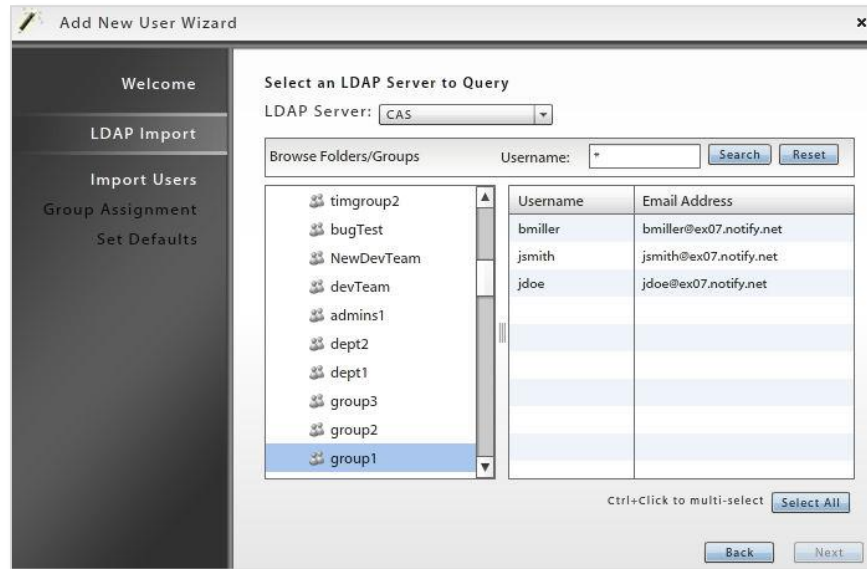 Add New User Wizard x
Welcome
LDAP Import
Import Users
Group Assignment
Set Defaults
Select an LDAP Server to Query
LDAP Server: CAS
Browse Folders/Groups Username: * Search Reset
timgroup2
bugTest
NewDevTeam
devTeam
admins1
dept2
dept1
group3
group2
group1
Username Email Address
bmiller bmiller@ex07.notify.net
jsmith jsmith@ex07.notify.net
jdoe jdoe@ex07.notify.net
Ctrl+Click to multi-select Select All
Back Next